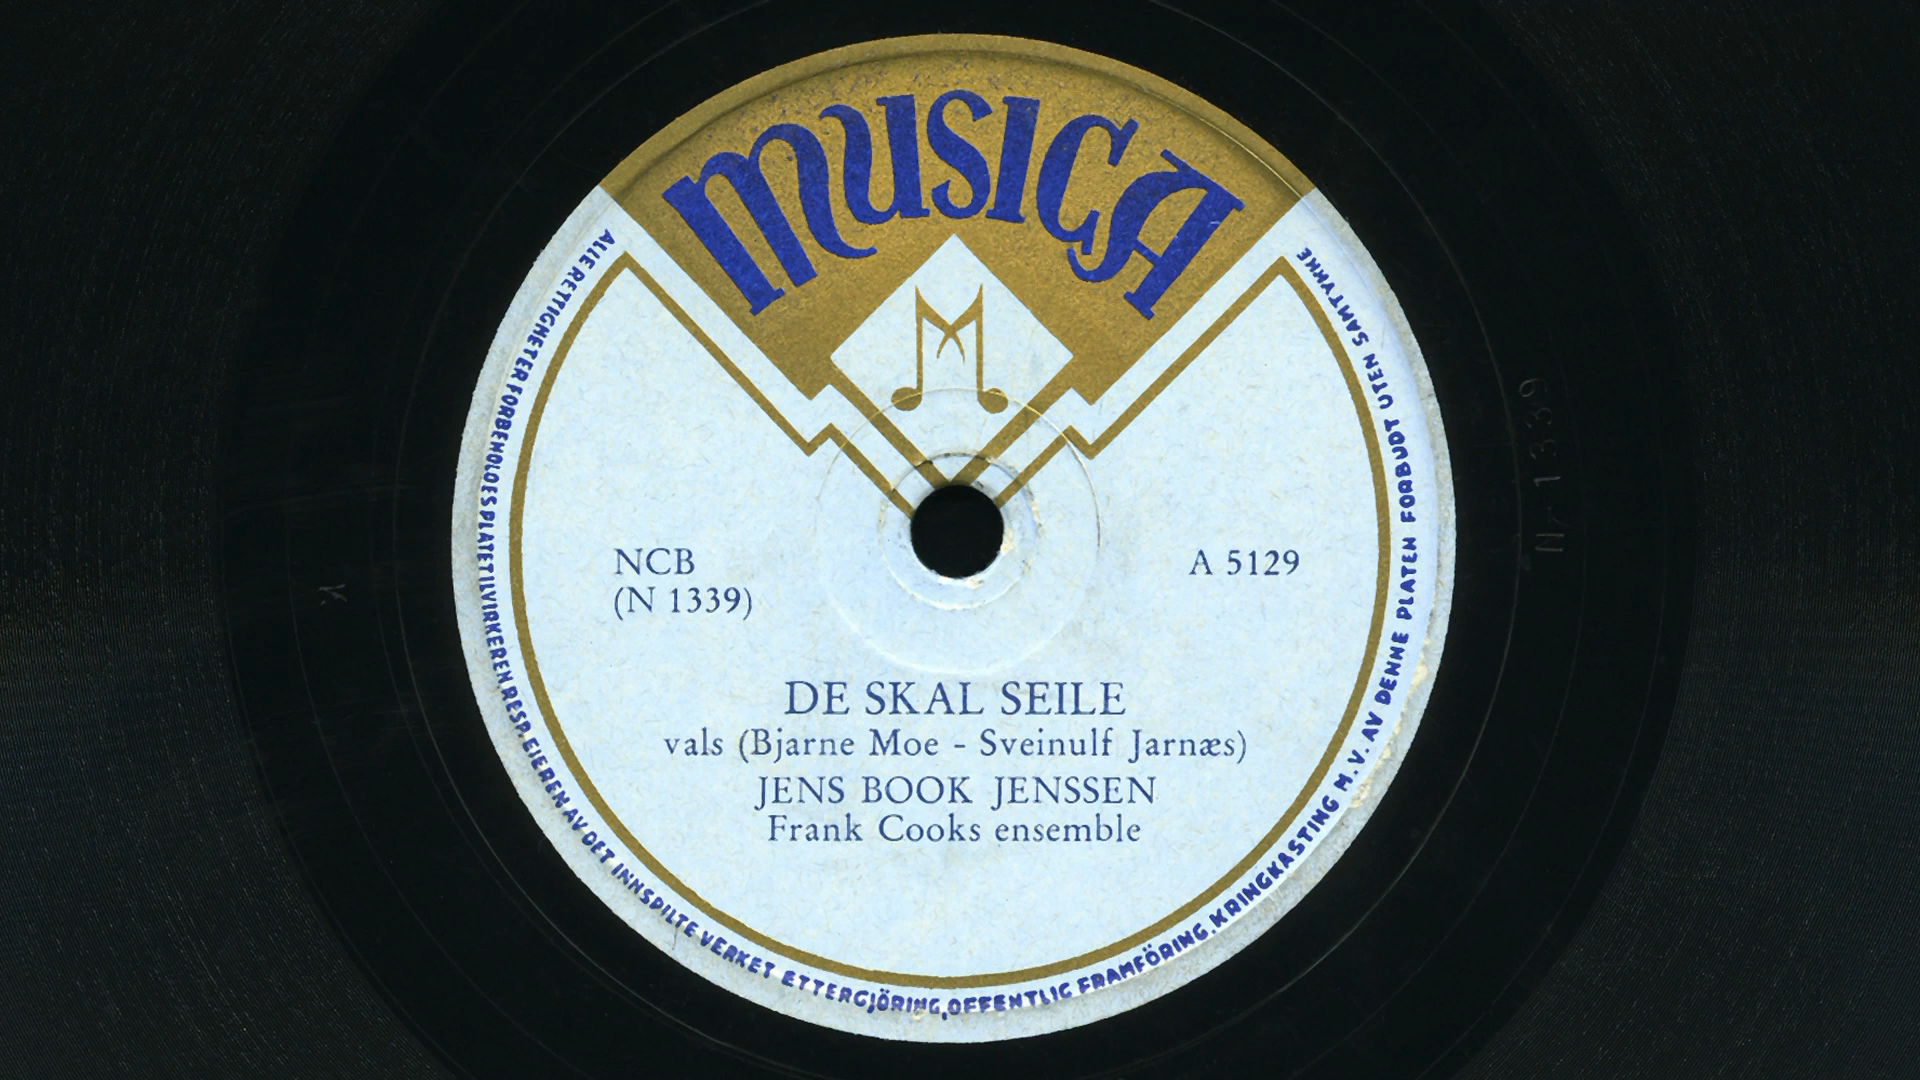 MUSICA
M
NCB
(N 1339)
A 5129
DE SKAL SEILE
vals (Bjarne Moe - Sveinulf Jarnæs)
JENS BOOK JENSSEN
Frank Cooks ensemble
ALLE RETTIGHETER FORBEHOLDES PLATETILVIRKEREN RESP. EIEREN AV DET INNSPILTE VERKET ETTERGJÖRING, OFFENTLIG FRAMFÖRING, KRINGKASTING M.V. AV DENNE PLATEN FORBUDT UTEN SAMTYKKE
N-1339